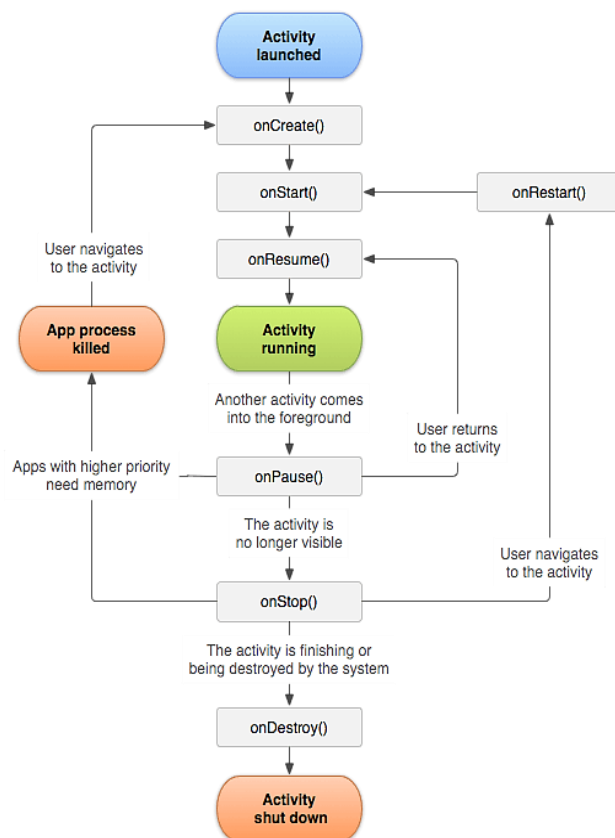 Activity
launched
onCreate()
onStart()
onRestart()
User navigates
to the activity
onResume()
App process
killed
Activity
running
Another activity comes
into the foreground
User returns
to the activity
Apps with higher priority
need memory
onPause()
The activity is
no longer visible
User navigates
to the activity
onStop()
The activity is finishing or
being destroyed by the system
onDestroy()
Activity
shut down